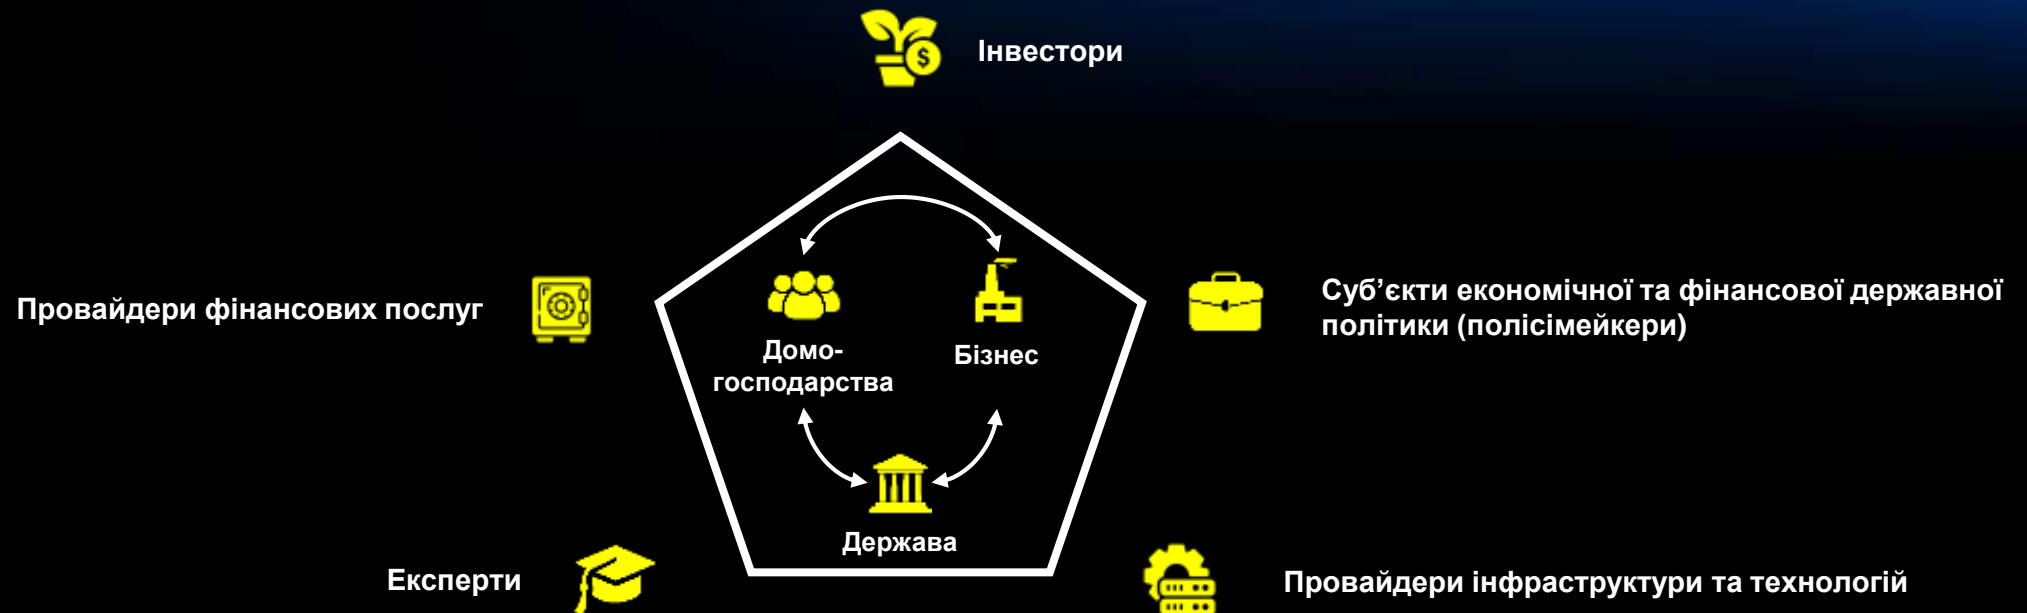 Інвестори
Провайдери фінансових послуг
Суб’єкти економічної та фінансової державної
політики (полісімейкери)
Домо-
господарства
Бізнес
Держава
Експерти
Провайдери інфраструктури та технологій